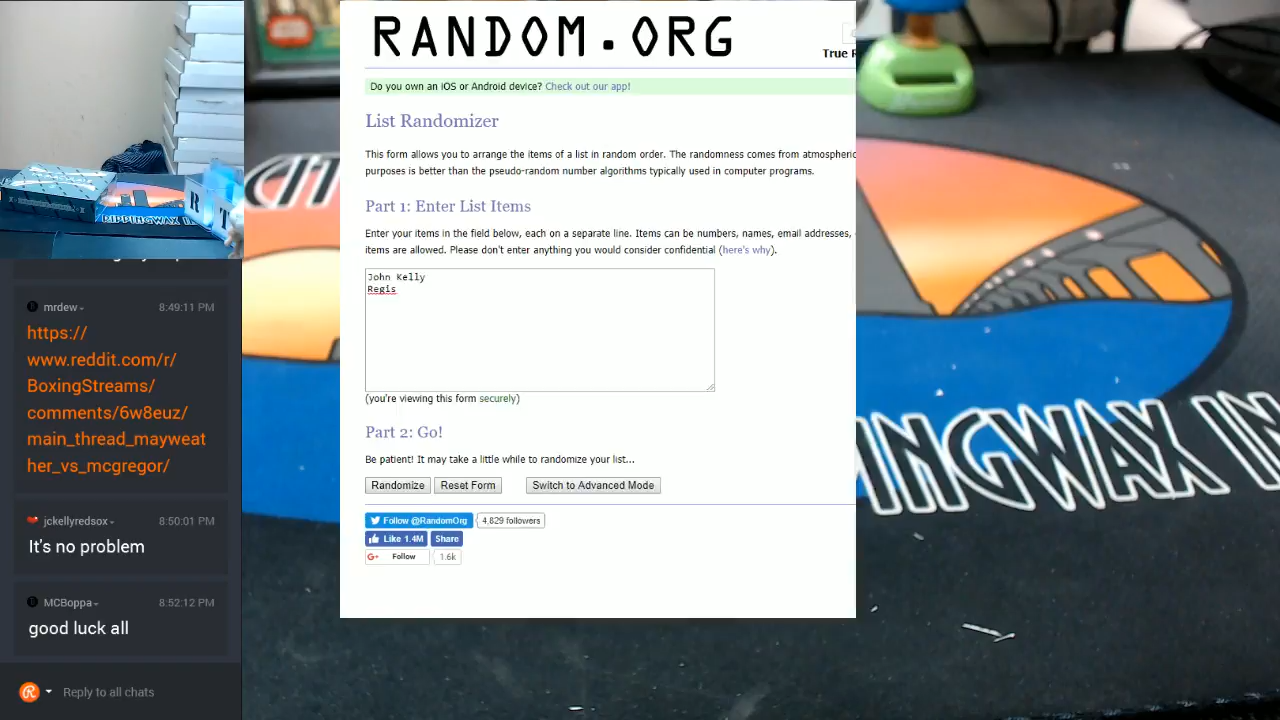 RANDOM.ORG
True R
Do you own an iOS or Android device? Check out our app!
List Randomizer
This form allows you to arrange the items of a list in random order. The randomness comes from atmospheric
purposes is better than the pseudo-random number algorithms typically used in computer programs.
Part 1: Enter List Items
Enter your items in the field below, each on a separate line. Items can be numbers, names, email addresses,
items are allowed. Please don't enter anything you would consider confidential (here's why).
John Kelly
Regis
(you're viewing this form securely)
Part 2: Go!
Be patient! It may take a little while to randomize your list...
Randomize Reset Form Switch to Advanced Mode
Follow @RandomOrg 4,829 followers
Like 1.4M Share
G+ Follow 1.6k
RIPPINGWAX IN
mrdew 8:49:11 PM
https://
www.reddit.com/r/
BoxingStreams/
comments/6w8euz/
main_thread_mayweat
her_vs_mcgregor/
jckellyredsox 8:50:01 PM
It's no problem
MCBoppa 8:52:12 PM
good luck all
Reply to all chats
PINGWAX IN